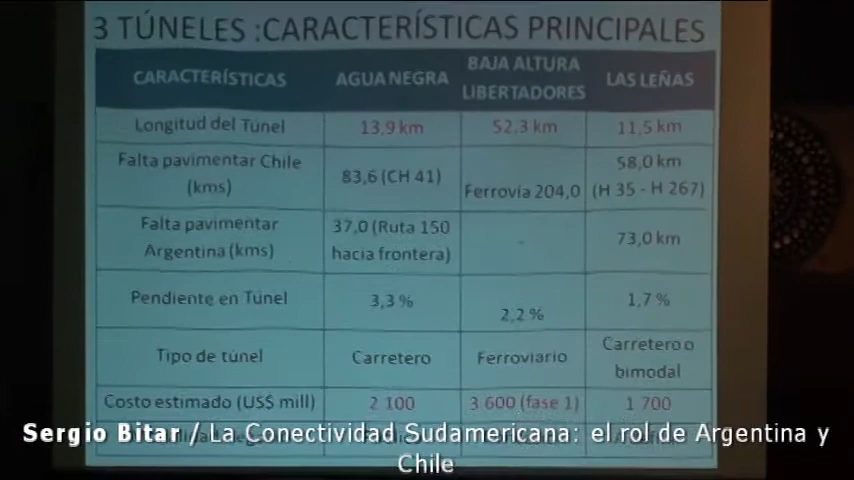 3 TÚNELES :CARACTERÍSTICAS PRINCIPALES
CARACTERÍSTICAS AGUA NEGRA BAJA ALTURA LIBERTADORES LAS LEÑAS
Longitud del Túnel 13,9 km 52,3 km 11,5 km
Falta pavimentar Chile (kms) 83,6 (CH 41) Ferrovía 204,0 58,0 km (H 35 - H 267)
Falta pavimentar Argentina (kms) 37,0 (Ruta 150 hacia frontera) - 73,0 km
Pendiente en Túnel 3,3 % 2,2 % 1,7 %
Tipo de túnel Carretero Ferroviario Carretero o bimodal
Costo estimado (US$ mill) 2 100 3 600 (fase 1) 1 700
Sergio Bitar / La Conectividad Sudamericana: el rol de Argentina y
Chile